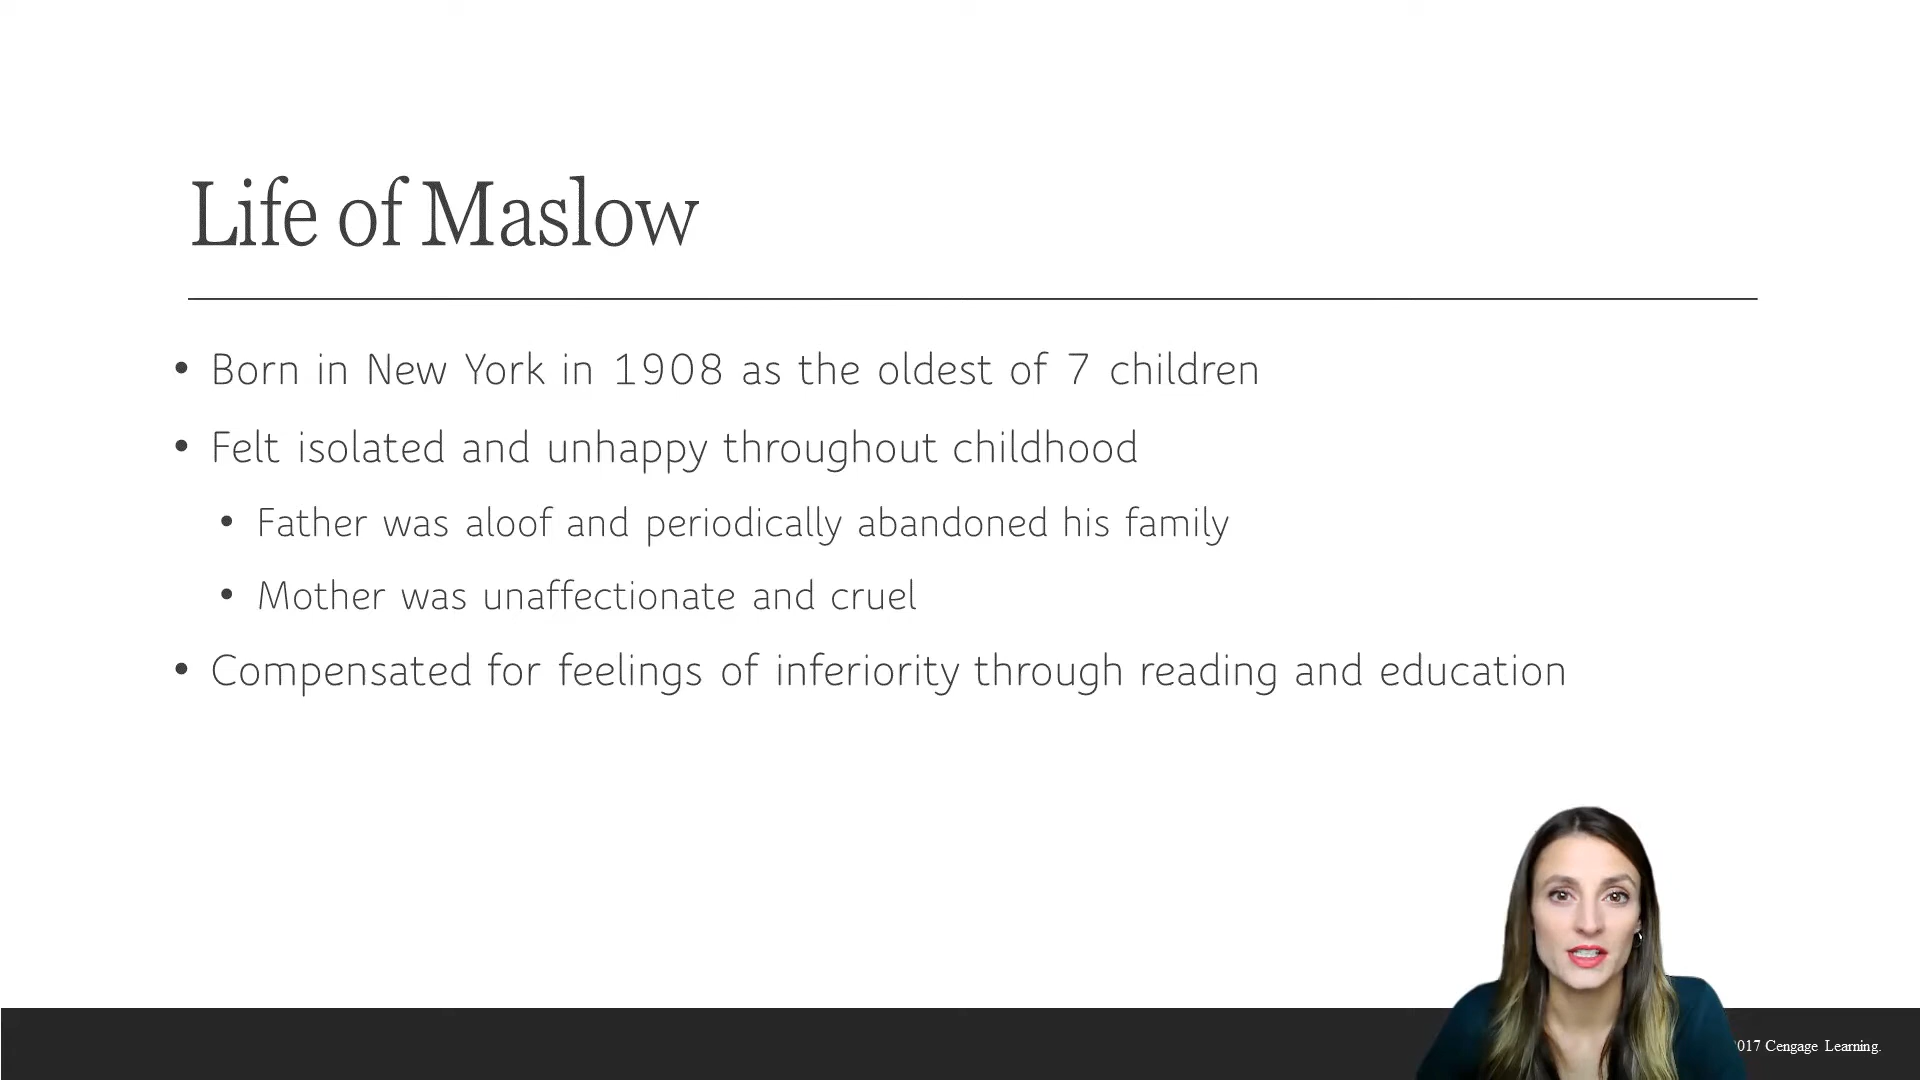 Life of Maslow
• Born in New York in 1908 as the oldest of 7 children
• Felt isolated and unhappy throughout childhood
• Father was aloof and periodically abandoned his family
• Mother was unaffectionate and cruel
• Compensated for feelings of inferiority through reading and education
Cengage Learning.